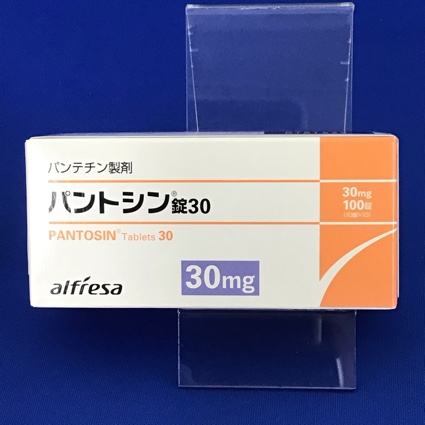 パンテチン製剤
パントシン®錠30
PANTOSIN® Tablets 30
30mg
100錠
30mg
alfresa